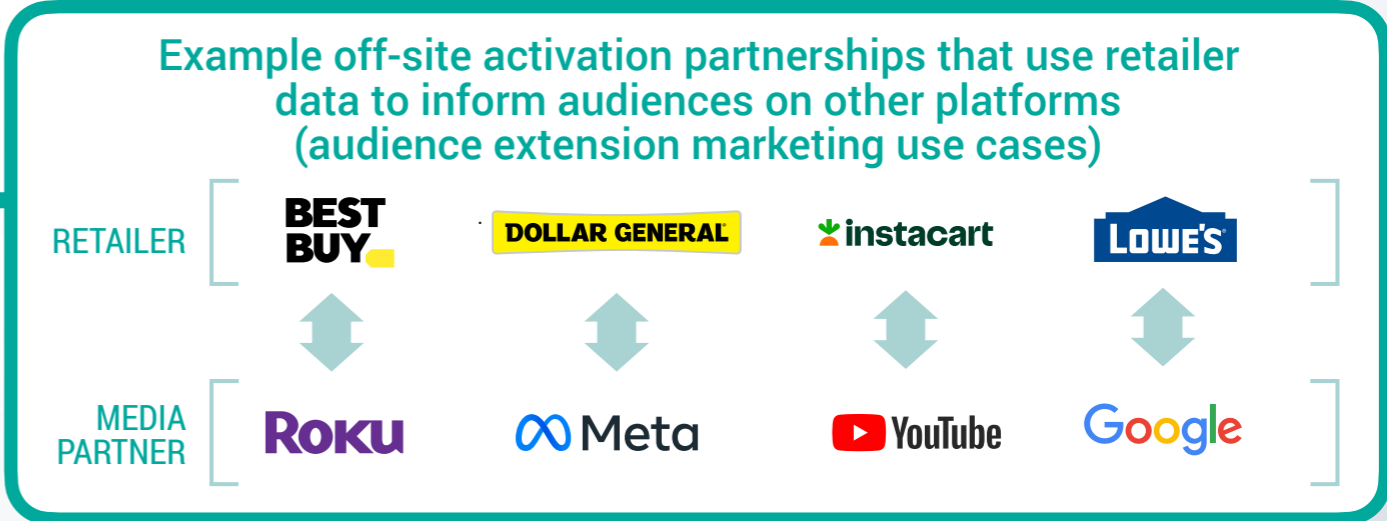 Example off-site activation partnerships that use retailer
data to inform audiences on other platforms
(audience extension marketing use cases)
RETAILER
BEST
BUY
DOLLAR GENERAL
instacart
LOWE'S
MEDIA
PARTNER
ROKU
Meta
YouTube
Google